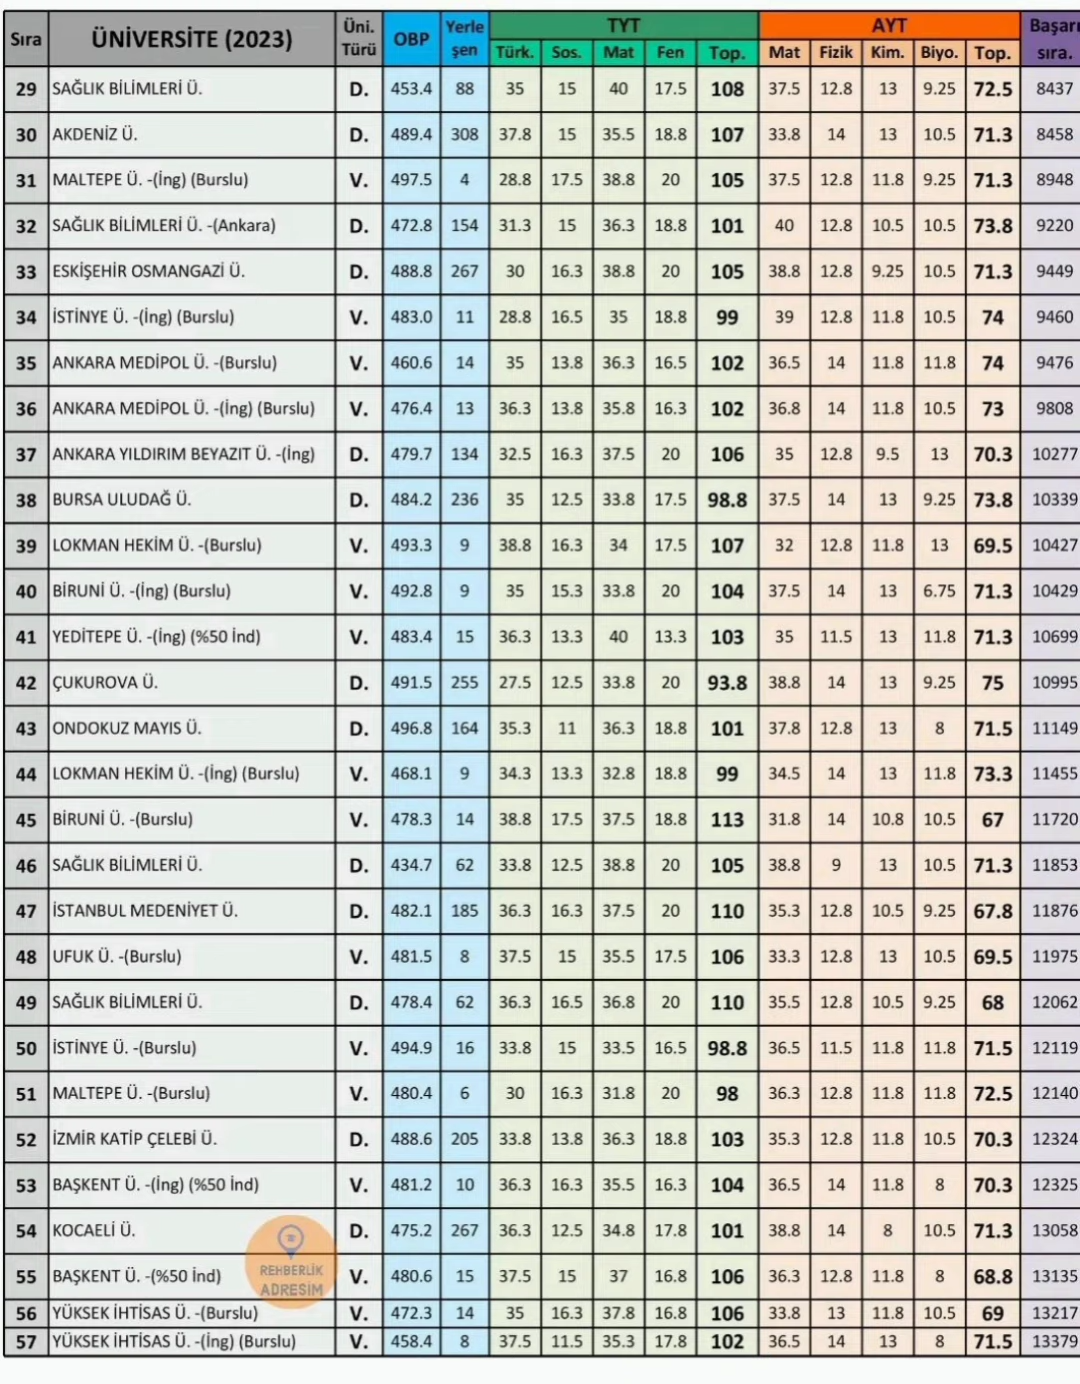 Sıra ÜNİVERSİTE (2023) Üni. Türü OBP Yerle şen TYT AYT Başarı sıra.
Türk. Sos. Mat Fen Top. Mat Fizik Kim. Biyo. Top.
29 SAĞLIK BİLİMLERİ Ü. D. 453.4 88 35 15 40 17.5 108 37.5 12.8 13 9.25 72.5 8437
30 AKDENİZ Ü. D. 489.4 308 37.8 15 35.5 18.8 107 33.8 14 13 10.5 71.3 8458
31 MALTEPE Ü. -(İng) (Burslu) V. 497.5 4 28.8 17.5 38.8 20 105 37.5 12.8 11.8 9.25 71.3 8948
32 SAĞLIK BİLİMLERİ Ü. -(Ankara) D. 472.8 154 31.3 15 36.3 18.8 101 40 12.8 10.5 10.5 73.8 9220
33 ESKİŞEHİR OSMANGAZİ Ü. D. 488.8 267 30 16.3 38.8 20 105 38.8 12.8 9.25 10.5 71.3 9449
34 İSTİNYE Ü. -(İng) (Burslu) V. 483.0 11 28.8 16.5 35 18.8 99 39 12.8 11.8 10.5 74 9460
35 ANKARA MEDİPOL Ü. -(Burslu) V. 460.6 14 35 13.8 36.3 16.5 102 36.5 14 11.8 11.8 74 9476
36 ANKARA MEDİPOL Ü. -(İng) (Burslu) V. 476.4 13 36.3 13.8 35.8 16.3 102 36.8 14 11.8 10.5 73 9808
37 ANKARA YILDIRIM BEYAZIT Ü. -(İng) D. 479.7 134 32.5 16.3 37.5 20 106 35 12.8 9.5 13 70.3 10277
38 BURSA ULUDAĞ Ü. D. 484.2 236 35 12.5 33.8 17.5 98.8 37.5 14 13 9.25 73.8 10339
39 LOKMAN HEKİM Ü. -(Burslu) V. 493.3 9 38.8 16.3 34 17.5 107 32 12.8 11.8 13 69.5 10427
40 BİRUNİ Ü. -(İng) (Burslu) V. 492.8 9 35 15.3 33.8 20 104 37.5 14 13 6.75 71.3 10429
41 YEDİTEPE Ü. -(İng) (%50 İnd) V. 483.4 15 36.3 13.3 40 13.3 103 35 11.5 13 11.8 71.3 10699
42 ÇUKUROVA Ü. D. 491.5 255 27.5 12.5 33.8 20 93.8 38.8 14 13 9.25 75 10995
43 ONDOKUZ MAYIS Ü. D. 496.8 164 35.3 11 36.3 18.8 101 37.8 12.8 13 8 71.5 11149
44 LOKMAN HEKİM Ü. -(İng) (Burslu) V. 468.1 9 34.3 13.3 32.8 18.8 99 34.5 14 13 11.8 73.3 11455
45 BİRUNİ Ü. -(Burslu) V. 478.3 14 38.8 17.5 37.5 18.8 113 31.8 14 10.8 10.5 67 11720
46 SAĞLIK BİLİMLERİ Ü. D. 434.7 62 33.8 12.5 38.8 20 105 38.8 9 13 10.5 71.3 11853
47 İSTANBUL MEDENİYET Ü. D. 482.1 185 36.3 16.3 37.5 20 110 35.3 12.8 10.5 9.25 67.8 11876
48 UFUK Ü. -(Burslu) V. 481.5 8 37.5 15 35.5 17.5 106 33.3 12.8 13 10.5 69.5 11975
49 SAĞLIK BİLİMLERİ Ü. D. 478.4 62 36.3 16.5 36.8 20 110 35.5 12.8 10.5 9.25 68 12062
50 İSTİNYE Ü. -(Burslu) V. 494.9 16 33.8 15 33.5 16.5 98.8 36.5 11.5 11.8 11.8 71.5 12119
51 MALTEPE Ü. -(Burslu) V. 480.4 6 30 16.3 31.8 20 98 36.3 12.8 11.8 11.8 72.5 12140
52 İZMİR KATİP ÇELEBİ Ü. D. 488.6 205 33.8 13.8 36.3 18.8 103 35.3 12.8 11.8 10.5 70.3 12324
53 BAŞKENT Ü. -(İng) (%50 İnd) V. 481.2 10 36.3 16.3 35.5 16.3 104 36.5 14 11.8 8 70.3 12325
54 KOCAELİ Ü. D. 475.2 267 36.3 12.5 34.8 17.8 101 38.8 14 8 10.5 71.3 13058
55 BAŞKENT Ü. -(%50 İnd) V. 480.6 15 37.5 15 37 16.8 106 36.3 12.8 11.8 8 68.8 13135
56 YÜKSEK İHTİSAS Ü. -(Burslu) V. 472.3 14 35 16.3 37.8 16.8 106 33.8 13 11.8 10.5 69 13217
57 YÜKSEK İHTİSAS Ü. -(İng) (Burslu) V. 458.4 8 37.5 11.5 35.3 17.8 102 36.5 14 13 8 71.5 13379
REHBERLİK
ADRESİM